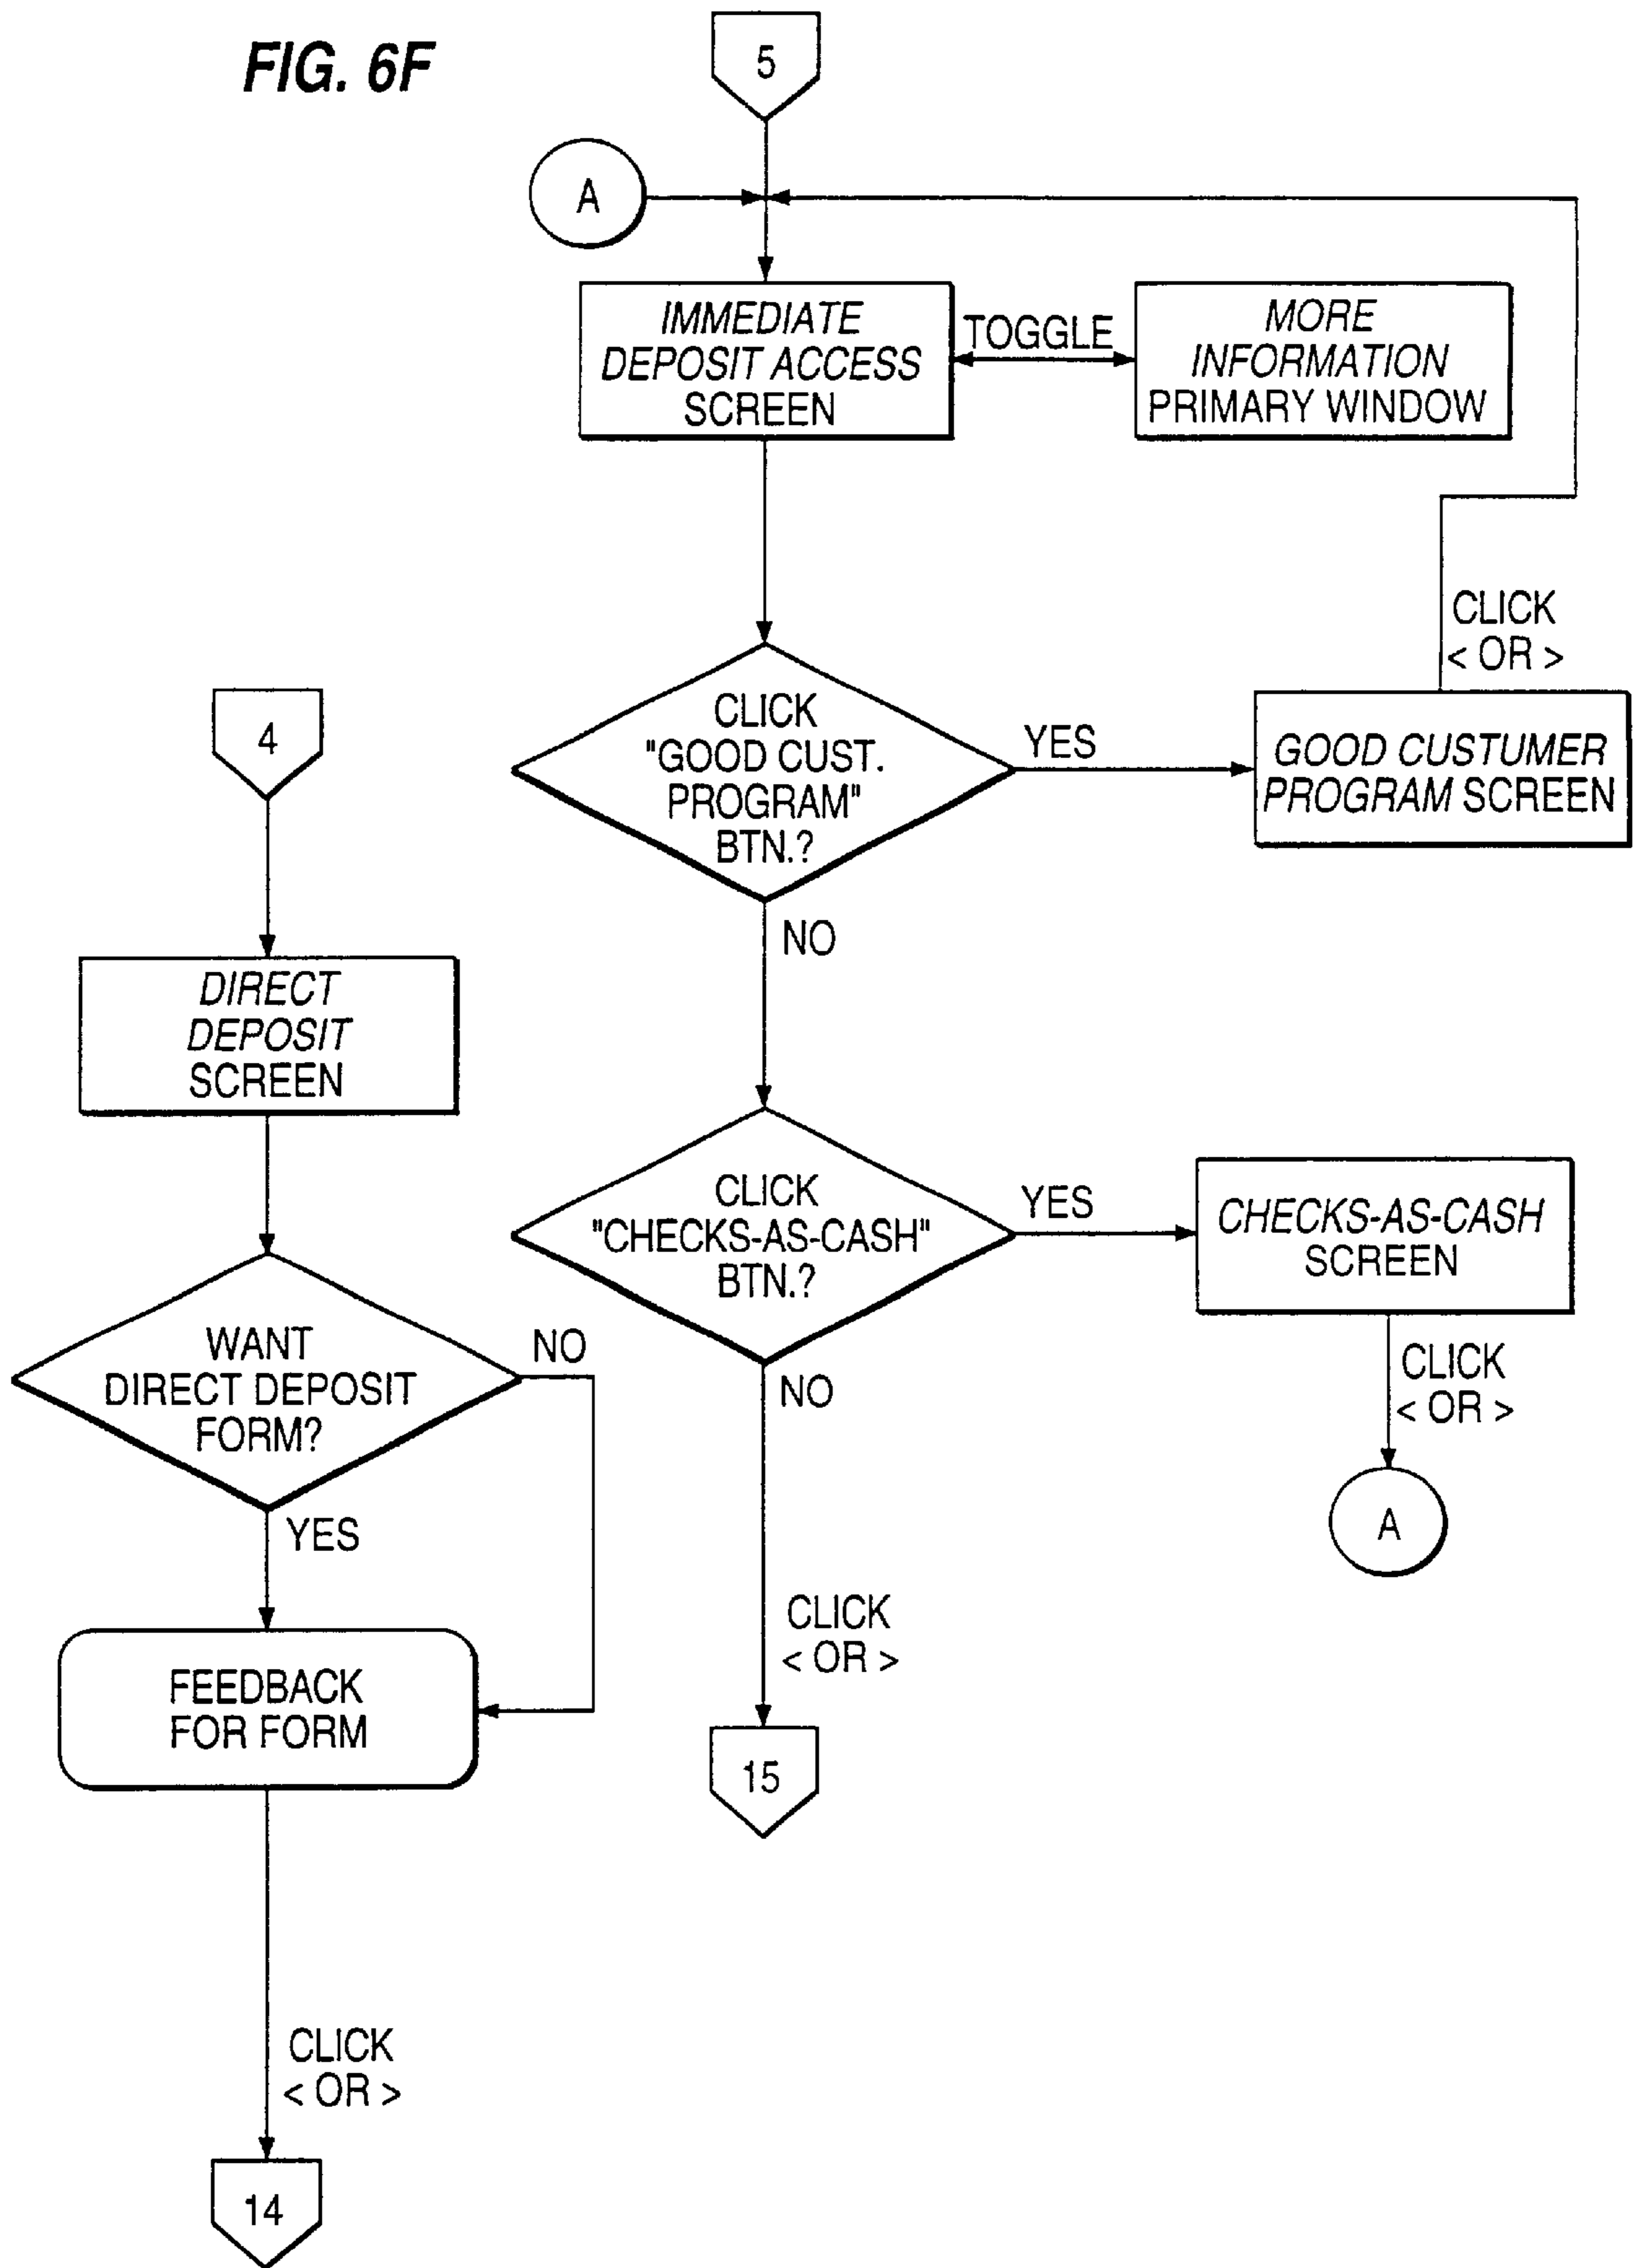 FIG. 6F
5
A
IMMEDIATE
DEPOSIT ACCESS
SCREEN
TOGGLE
MORE
INFORMATION
PRIMARY WINDOW
CLICK
< OR >
CLICK
"GOOD CUST.
PROGRAM"
BTN.?
YES
GOOD CUSTUMER
PROGRAM SCREEN
NO
CLICK
"CHECKS-AS-CASH"
BTN.?
YES
CHECKS-AS-CASH
SCREEN
CLICK
< OR >
A
NO
CLICK
< OR >
15
4
DIRECT
DEPOSIT
SCREEN
WANT
DIRECT DEPOSIT
FORM?
NO
YES
FEEDBACK
FOR FORM
CLICK
< OR >
14